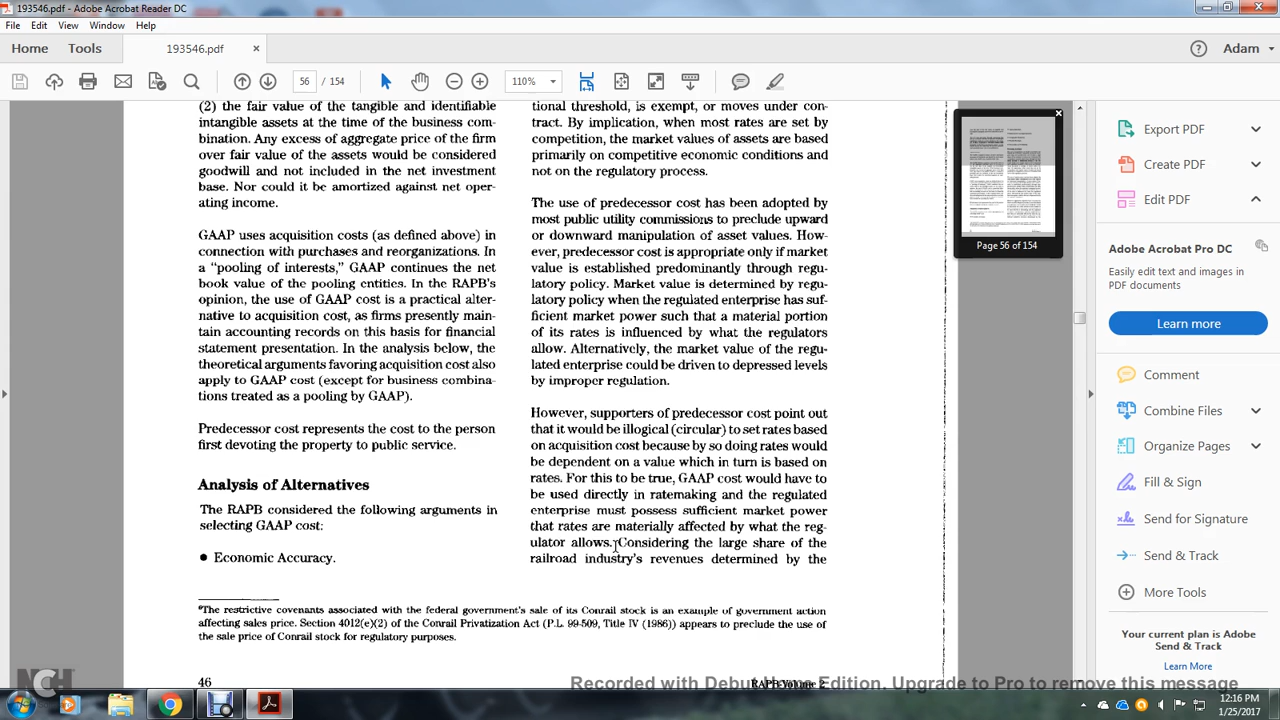 193546.pdf - Adobe Acrobat Reader DC
File Edit View Window Help
Home Tools 193546.pdf × Adam
56 / 154 110%
(2) the fair value of the tangible and identifiable
intangible assets at the time of the business com-
bination. Any excess of aggregate price of the firm
over fair value of the assets would be considered
goodwill and not included in the net investment
base. Nor could it be amortized against net oper-
ating income.
GAAP uses acquisition costs (as defined above) in
connection with purchases and reorganizations. In
a “pooling of interests,” GAAP continues the net
book value of the pooling entities. In the RAPB's
opinion, the use of GAAP cost is a practical alter-
native to acquisition cost, as firms presently main-
tain accounting records on this basis for financial
statement presentation. In the analysis below, the
theoretical arguments favoring acquisition cost also
apply to GAAP cost (except for business combina-
tions treated as a pooling by GAAP).
Predecessor cost represents the cost to the person
first devoting the property to public service.
Analysis of Alternatives
The RAPB considered the following arguments in
selecting GAAP cost:
● Economic Accuracy.
tional threshold, is exempt, or moves under con-
tract. By implication, when most rates are set by
competition, the market values of assets are based
primarily on competitive economic conditions and
not on the regulatory process.
The use of predecessor cost has been adopted by
most public utility commissions to preclude upward
or downward manipulation of asset values. How-
ever, predecessor cost is appropriate only if market
value is established predominantly through regu-
latory policy. Market value is determined by regu-
latory policy when the regulated enterprise has suf-
ficient market power such that a material portion
of its rates is influenced by what the regulators
allow. Alternatively, the market value of the regu-
lated enterprise could be driven to depressed levels
by improper regulation.
However, supporters of predecessor cost point out
that it would be illogical (circular) to set rates based
on acquisition cost because by so doing rates would
be dependent on a value which in turn is based on
rates. For this to be true, GAAP cost would have to
be used directly in ratemaking and the regulated
enterprise must possess sufficient market power
that rates are materially affected by what the reg-
ulator allows. Considering the large share of the
railroad industry's revenues determined by the
The restrictive covenants associated with the federal government's sale of its Conrail stock is an example of government action
affecting sales price. Section 4012(e)(2) of the Conrail Privatization Act (P.L. 99-509, Title IV (1986)) appears to preclude the use of
the sale price of Conrail stock for regulatory purposes.
46
RAPB Volume 2
Page 56 of 154
Export PDF
Create PDF
Edit PDF
Adobe Acrobat Pro DC
Easily edit text and images in
PDF documents
Learn more
Comment
Combine Files
Organize Pages
Fill & Sign
Send for Signature
Send & Track
More Tools
Your current plan is Adobe
Send & Track
Learn More
NCH
Recorded with Debut Edition. Upgrade to Pro to remove this message
12:16 PM
1/25/2017